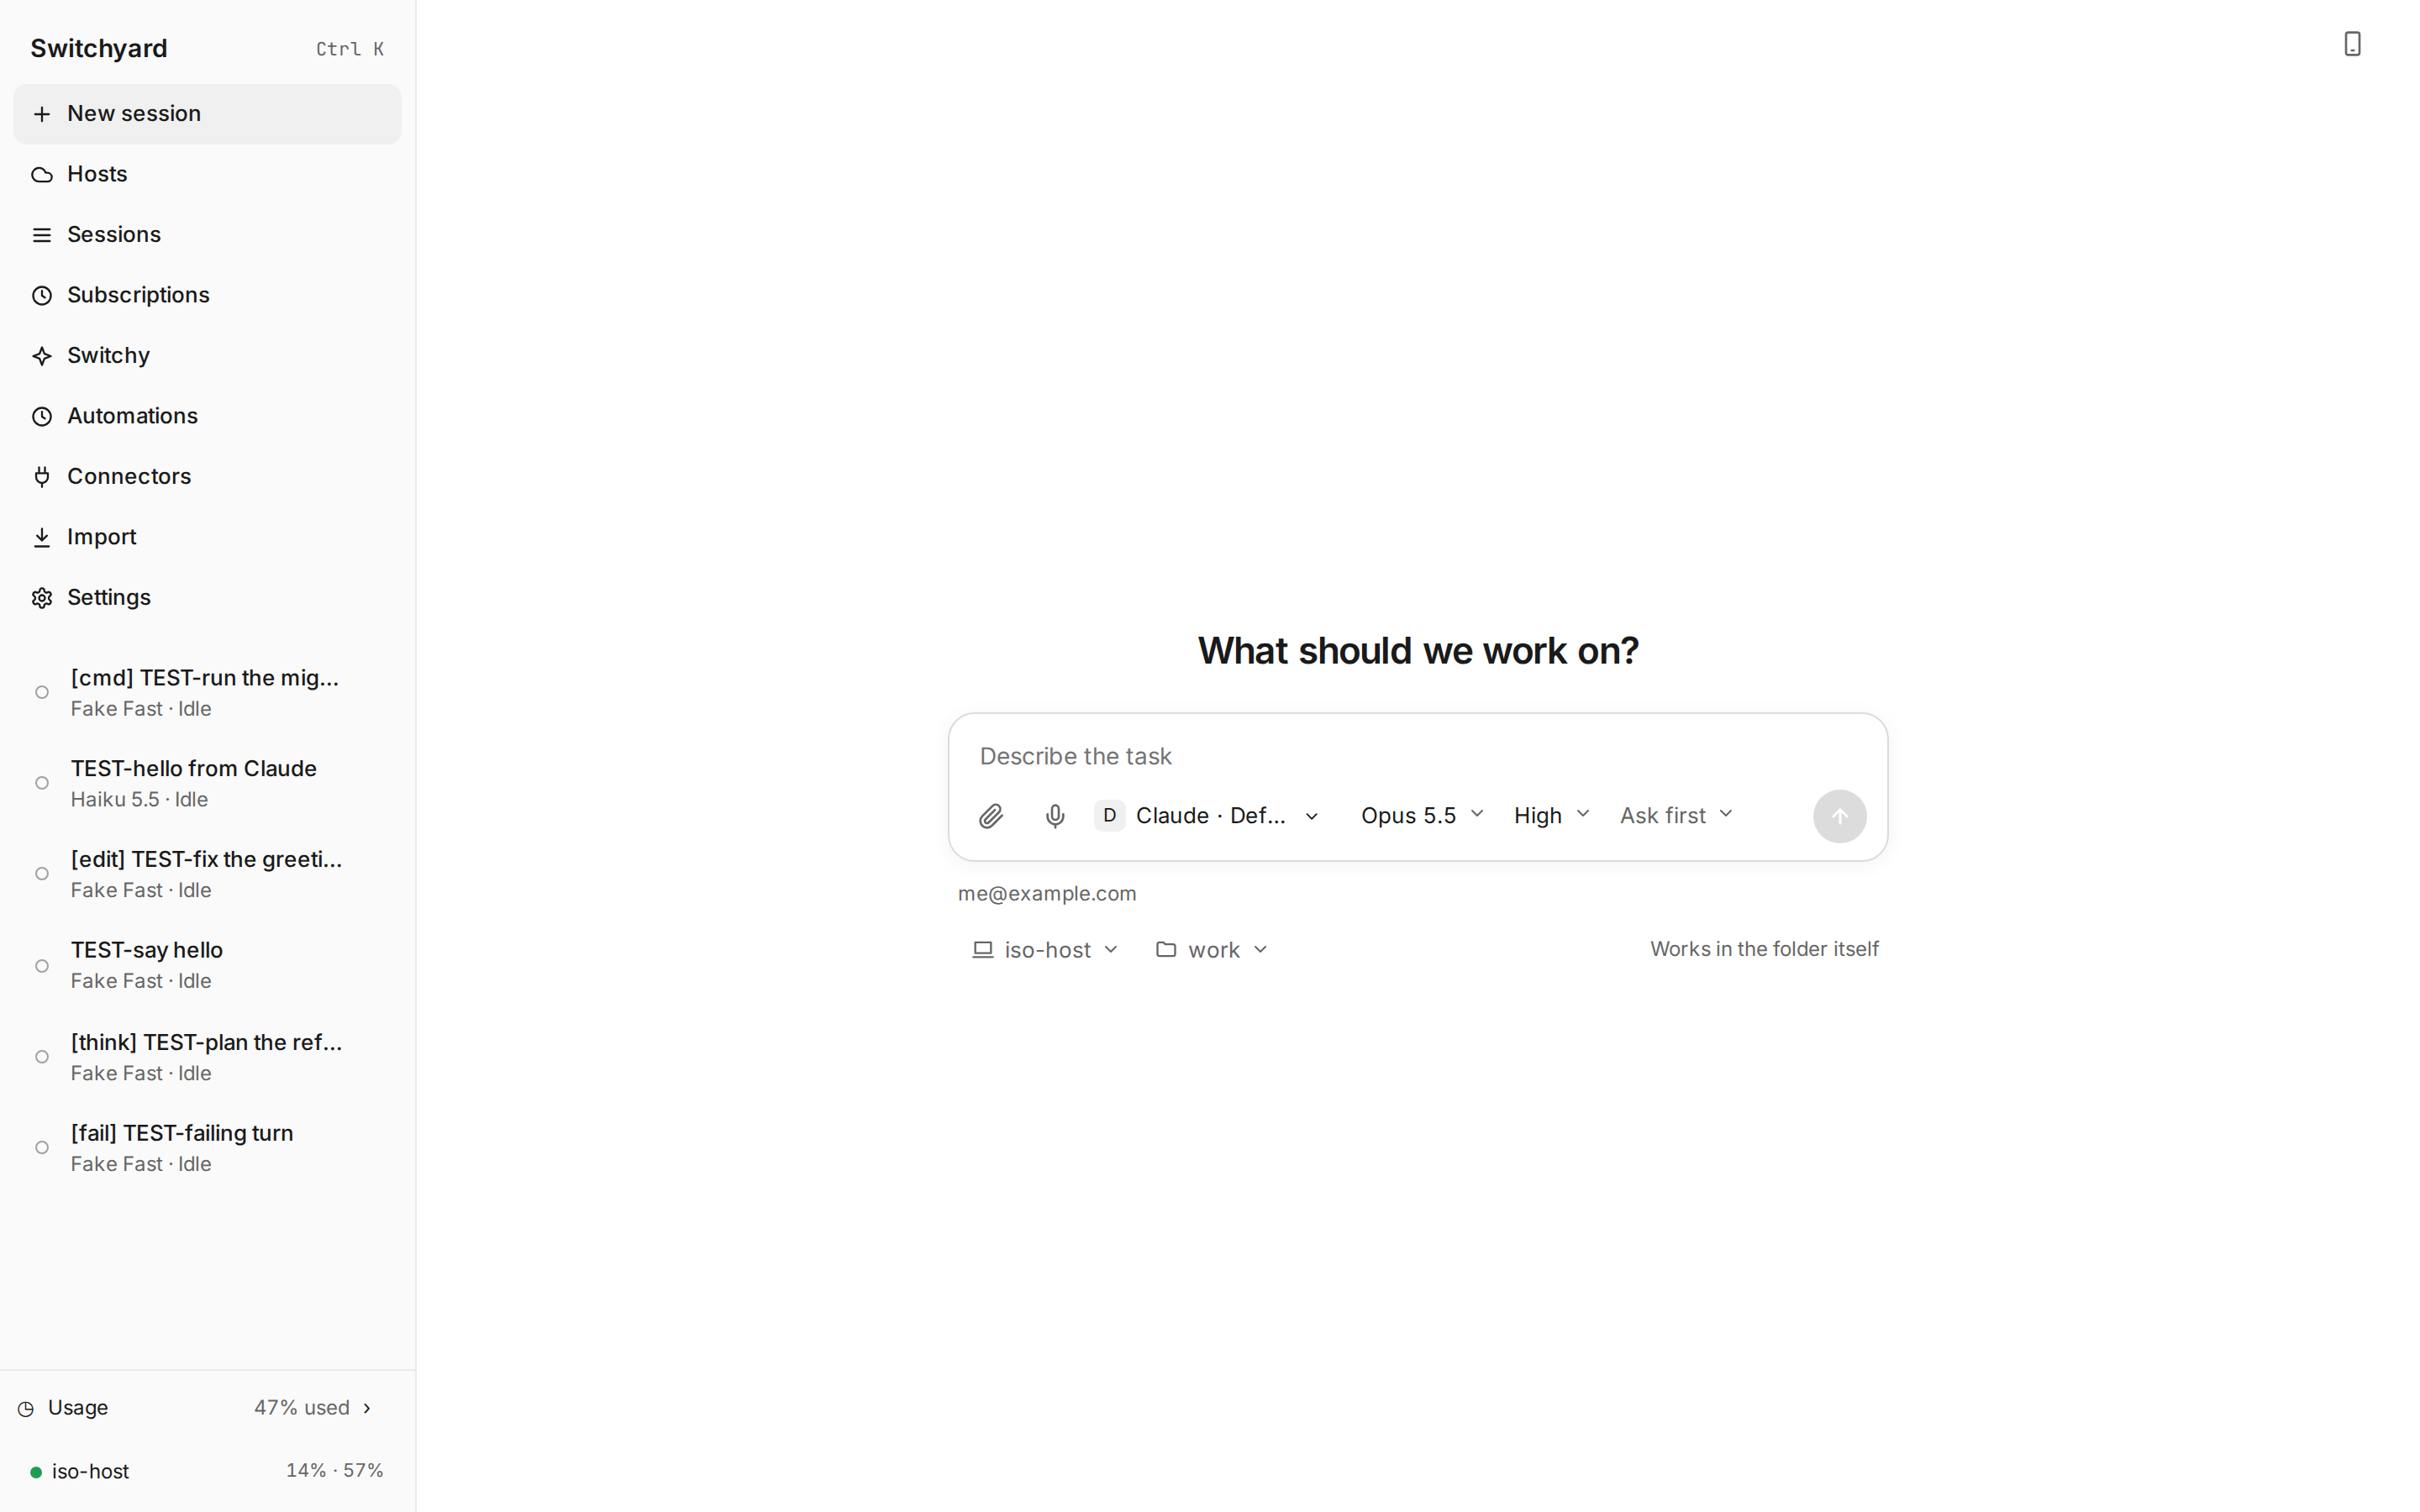 Switchyard Ctrl K
New session
Hosts
Sessions
Subscriptions
Switchy
Automations
Connectors
Import
Settings
[cmd] TEST-run the mig...
Fake Fast · Idle
TEST-hello from Claude
Haiku 5.5 · Idle
[edit] TEST-fix the greeti...
Fake Fast · Idle
TEST-say hello
Fake Fast · Idle
[think] TEST-plan the ref...
Fake Fast · Idle
[fail] TEST-failing turn
Fake Fast · Idle
Usage 47% used ›
iso-host 14% · 57%
What should we work on?
Describe the task
D Claude · Def... Opus 5.5 High Ask first
me@example.com
iso-host work Works in the folder itself